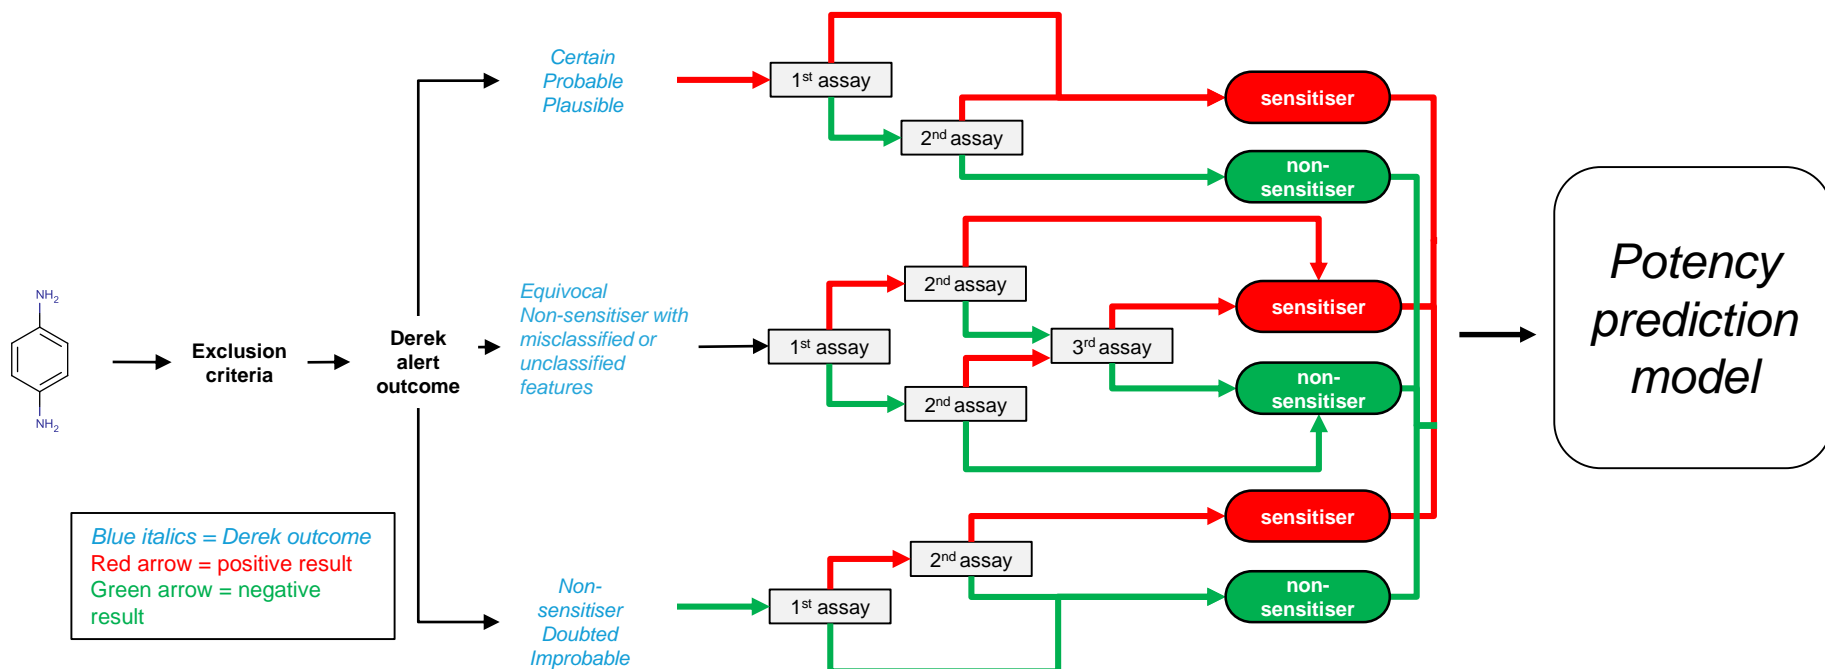 NH₂
NH₂
Exclusion
criteria
Derek
alert
outcome
Certain
Probable
Plausible
1st assay
2nd assay
sensitiser
non-
sensitiser
Equivocal
Non-sensitiser with
misclassified or
unclassified
features
1st assay
2nd assay
2nd assay
3rd assay
sensitiser
non-
sensitiser
Non-
sensitiser
Doubted
Improbable
1st assay
2nd assay
sensitiser
non-
sensitiser
Potency
prediction
model
Blue italics = Derek outcome
Red arrow = positive result
Green arrow = negative
result